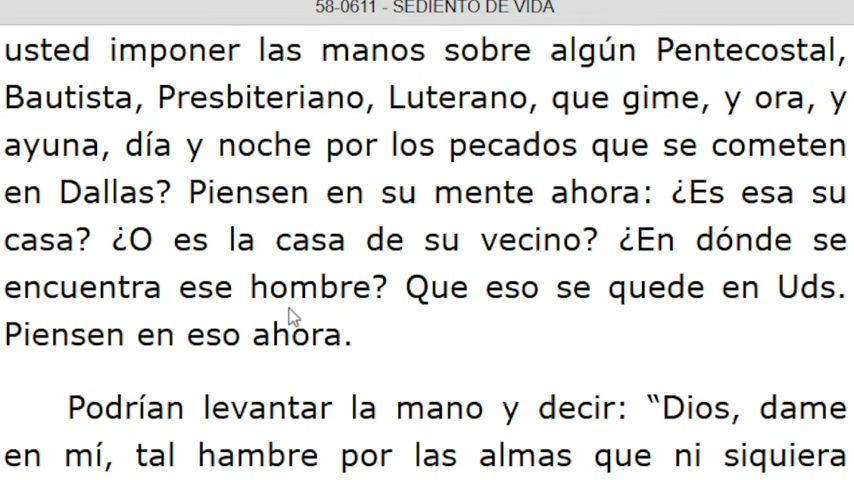 58-0611 - SEDIENTO DE VIDA
usted imponer las manos sobre algún Pentecostal,
Bautista, Presbiteriano, Luterano, que gime, y ora, y
ayuna, día y noche por los pecados que se cometen
en Dallas? Piensen en su mente ahora: ¿Es esa su
casa? ¿O es la casa de su vecino? ¿En dónde se
encuentra ese hombre? Que eso se quede en Uds.
Piensen en eso ahora.
Podrían levantar la mano y decir: “Dios, dame
en mí, tal hambre por las almas que ni siquiera